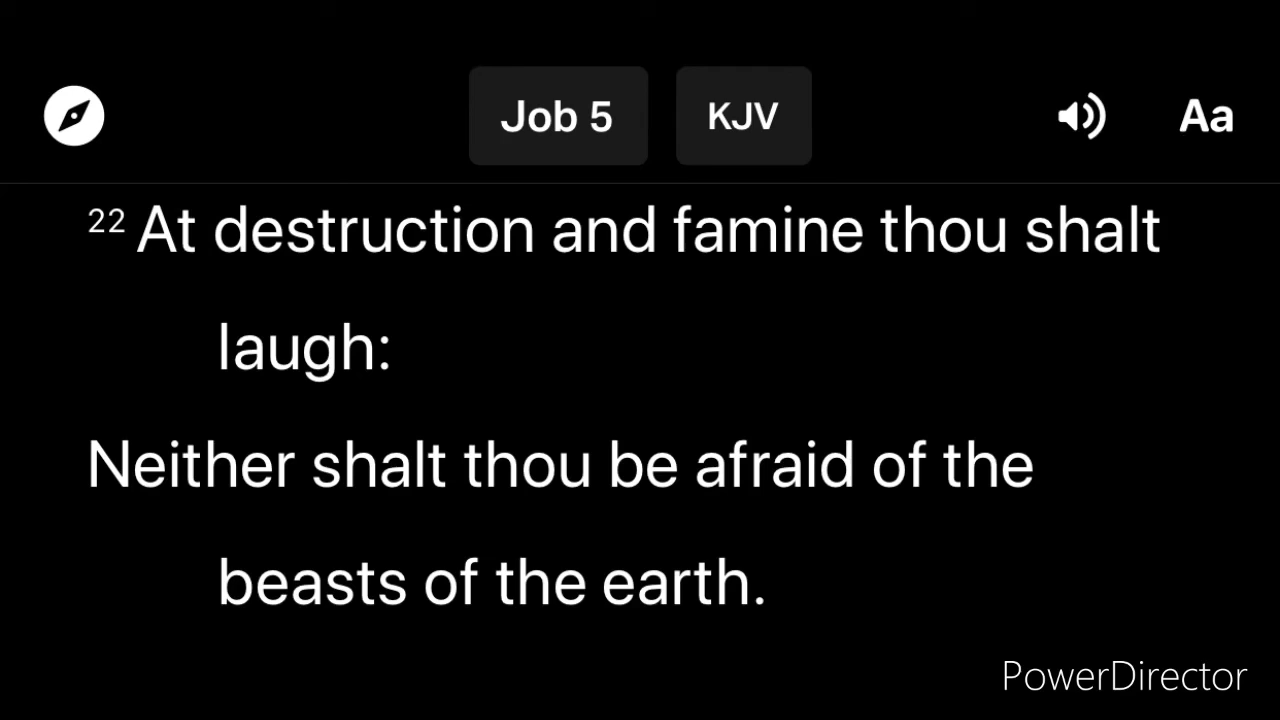 Job 5 KJV Aa
22 At destruction and famine thou shalt
laugh:
Neither shalt thou be afraid of the
beasts of the earth.
PowerDirector